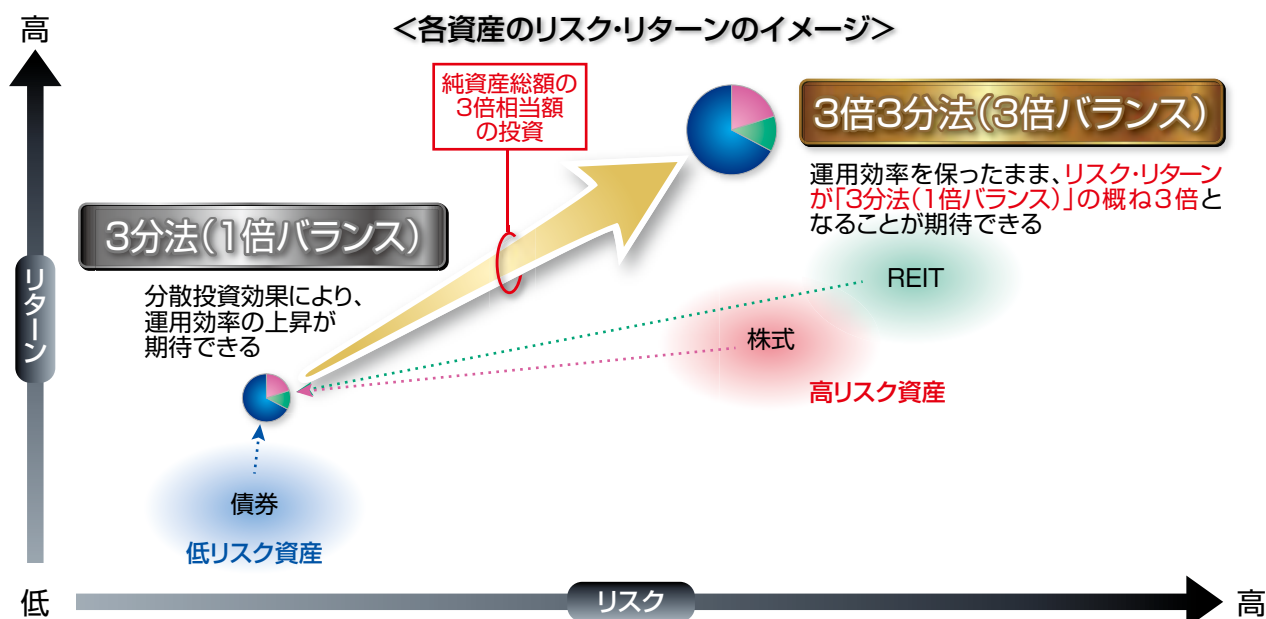 <各資産のリスク・リターンのイメージ>
高
純資産総額の
3倍相当額
の投資
3倍3分法(3倍バランス)
運用効率を保ったまま、リスク・リターン
が「3分法(1倍バランス)」の概ね3倍と
なることが期待できる
3分法(1倍バランス)
分散投資効果により、
運用効率の上昇が
期待できる
リターン
REIT
株式
高リスク資産
債券
低リスク資産
低
リスク
高